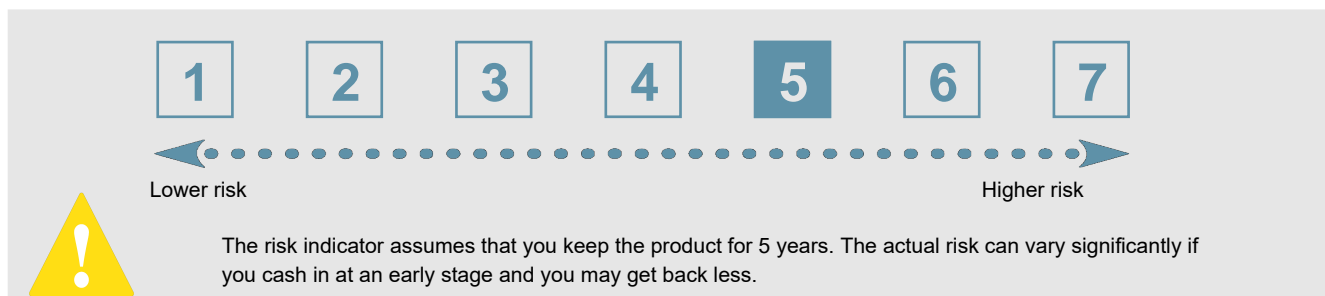 1 2 3 4 5 6 7
Lower risk Higher risk
!
The risk indicator assumes that you keep the product for 5 years. The actual risk can vary significantly if
you cash in at an early stage and you may get back less.